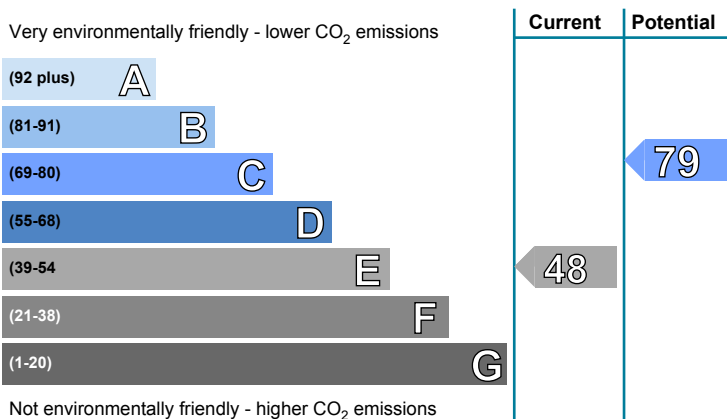 Current Potential
Very environmentally friendly - lower CO2 emissions
(92 plus) A
(81-91) B
(69-80) C
79
(55-68) D
(39-54 E
48
(21-38) F
(1-20) G
Not environmentally friendly - higher CO2 emissions